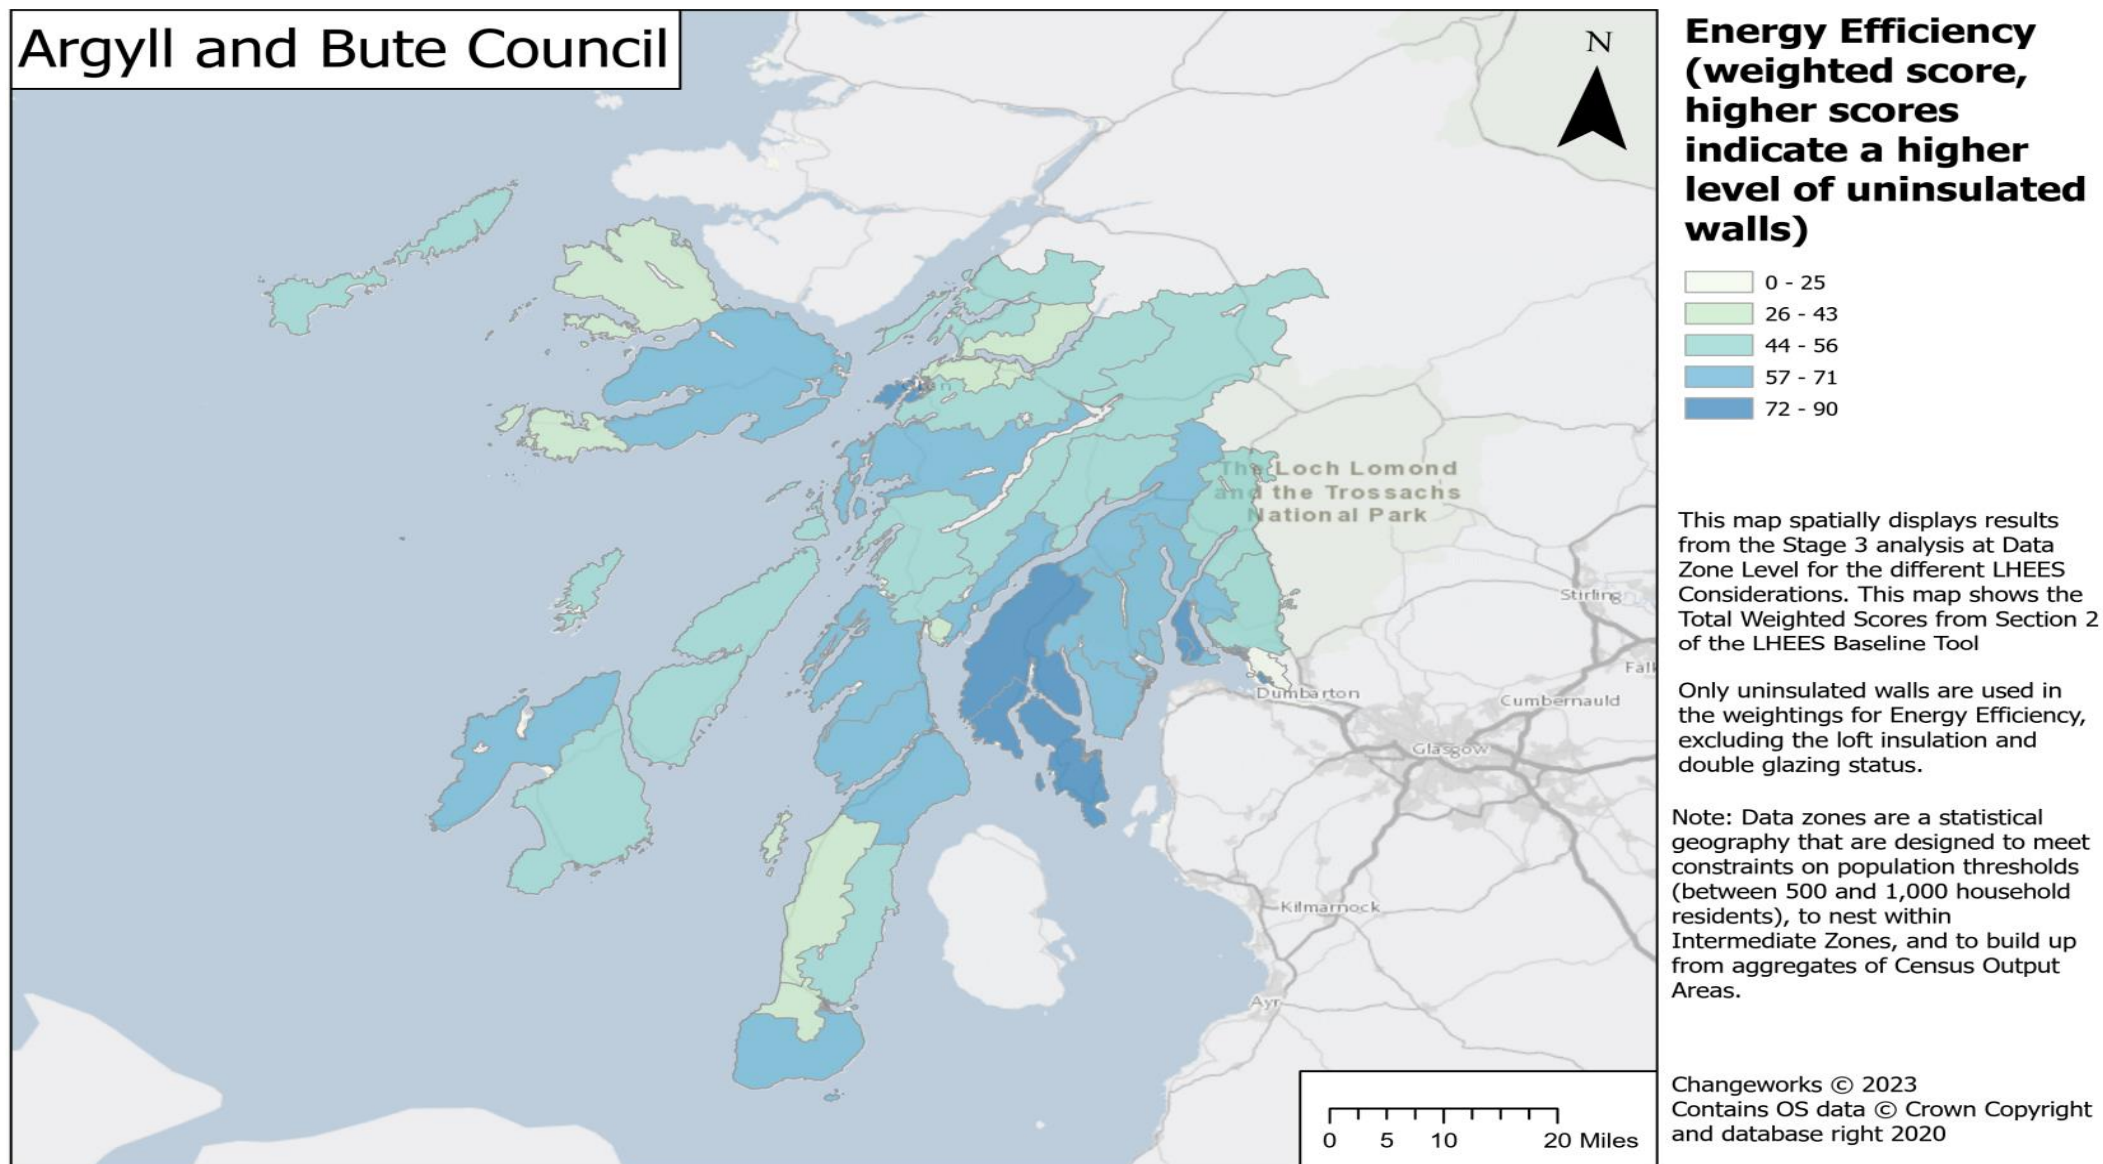 Argyll and Bute Council
N
Oban
The Loch Lomond
and the Trossachs
National Park
Stirling
Falk
Dumbarton
Cumbernauld
Glasgow
Kilmarnock
Ayr
0 5 10 20 Miles
Energy Efficiency
(weighted score,
higher scores
indicate a higher
level of uninsulated
walls)
0 - 25
26 - 43
44 - 56
57 - 71
72 - 90
This map spatially displays results
from the Stage 3 analysis at Data
Zone Level for the different LHEES
Considerations. This map shows the
Total Weighted Scores from Section 2
of the LHEES Baseline Tool
Only uninsulated walls are used in
the weightings for Energy Efficiency,
excluding the loft insulation and
double glazing status.
Note: Data zones are a statistical
geography that are designed to meet
constraints on population thresholds
(between 500 and 1,000 household
residents), to nest within
Intermediate Zones, and to build up
from aggregates of Census Output
Areas.
Changeworks © 2023
Contains OS data © Crown Copyright
and database right 2020